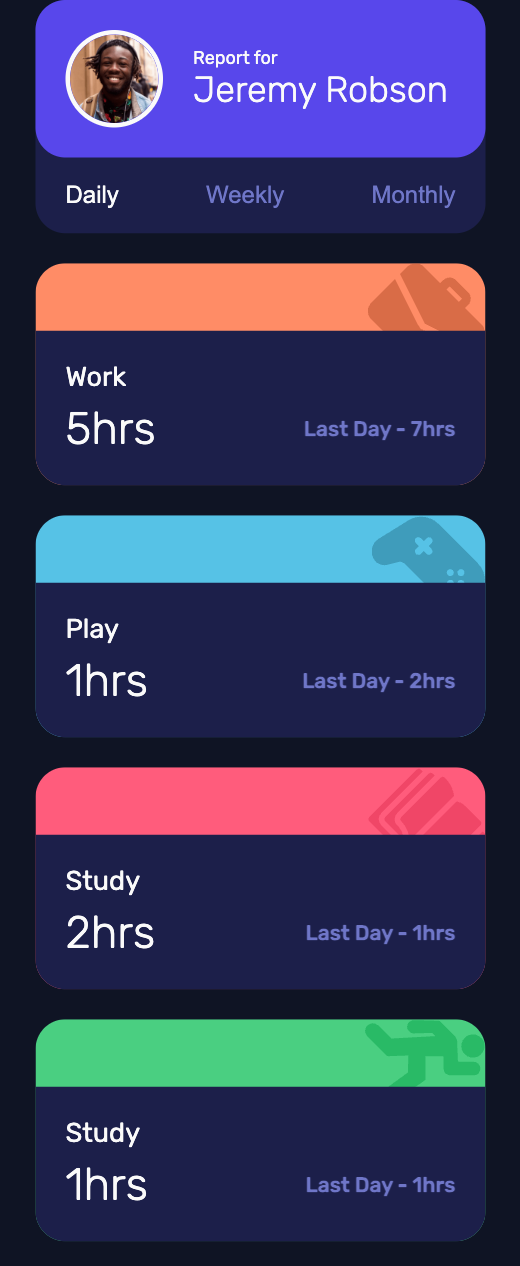 Report for
Jeremy Robson
Daily Weekly Monthly
Work
5hrs Last Day - 7hrs
Play
1hrs Last Day - 2hrs
Study
2hrs Last Day - 1hrs
Study
1hrs Last Day - 1hrs